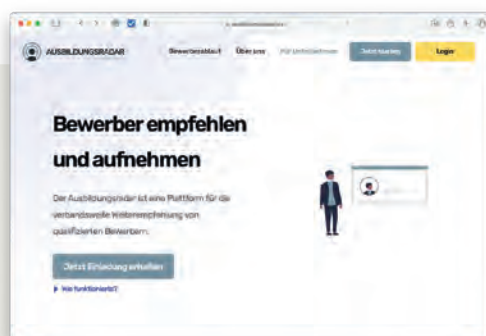 AUSBILDUNGSRADAR
Bewerberablauf Über uns Für Unternehmen Jetzt starten Login
Bewerber empfehlen
und aufnehmen
Der Ausbildungsradar ist eine Plattform für die
verbandsweite Weiterempfehlung von
qualifizierten Bewerbern.
Jetzt Einladung erhalten
Wie funktionierts?